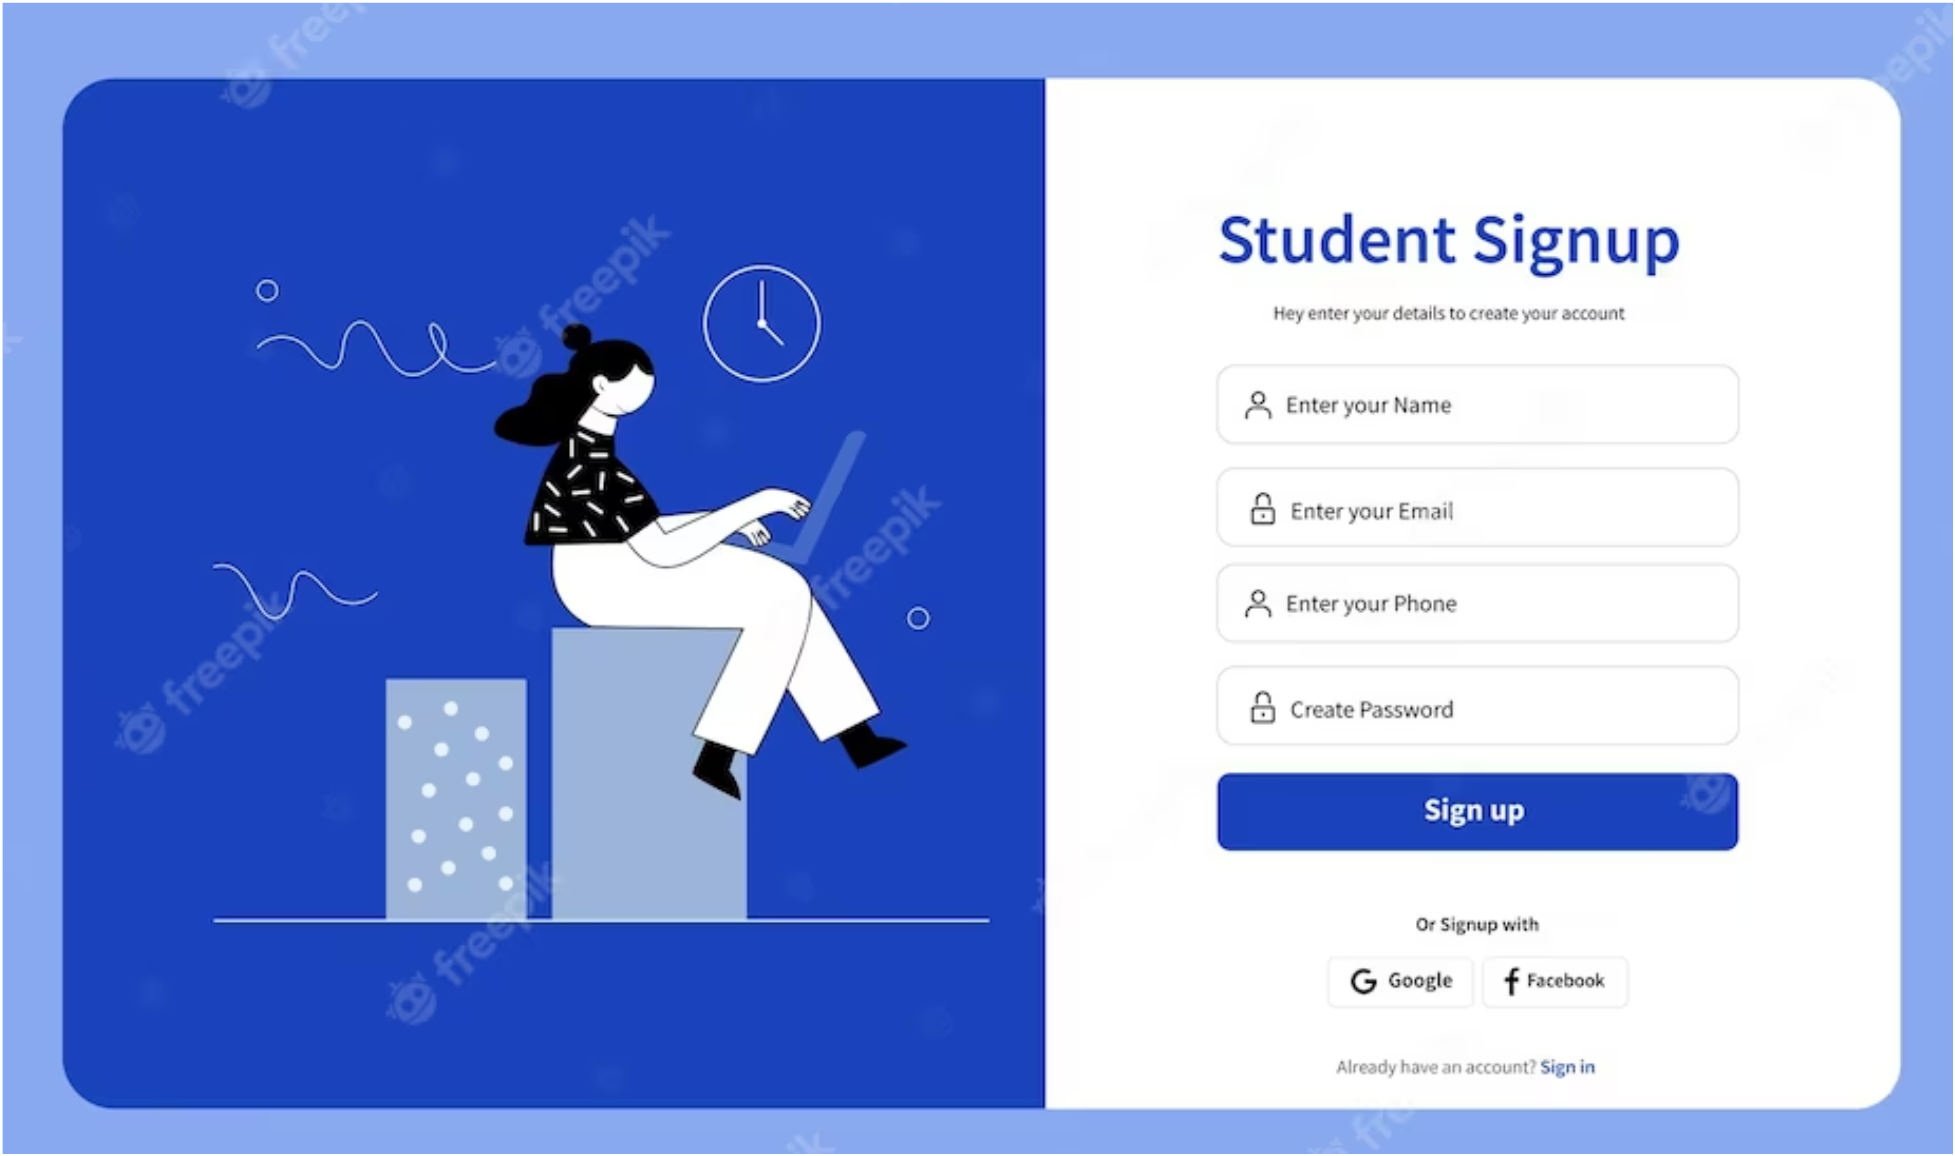 Student Signup
Hey enter your details to create your account
Enter your Name
Enter your Email
Enter your Phone
Create Password
Sign up
Or Signup with
Google
Facebook
Already have an account? Sign in
freepik
freepik
freepik
freepik
freepik